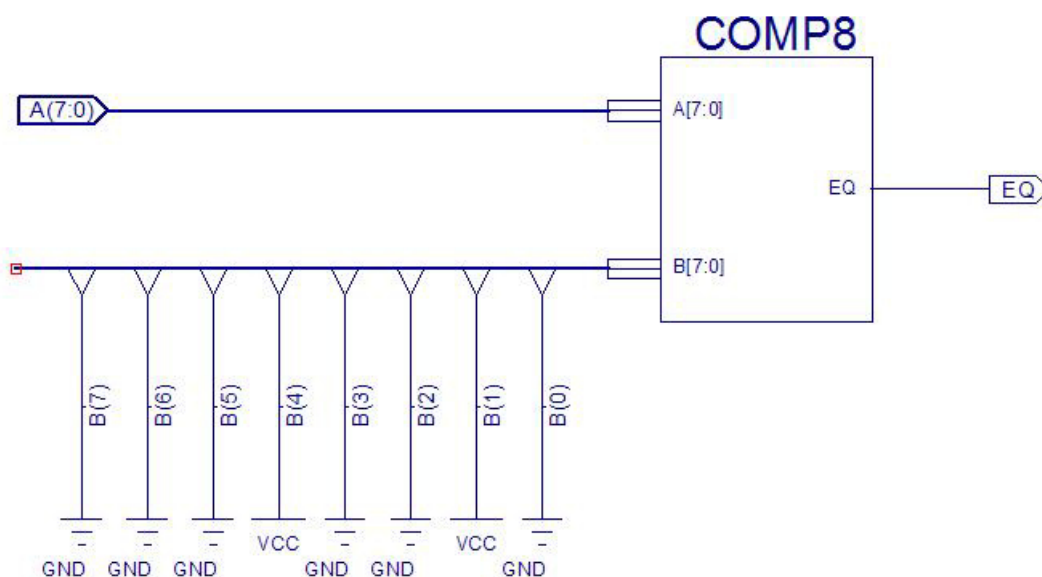 COMP8
A(7:0)
A[7:0]
EQ
EQ
B[7:0]
B(7)
B(6)
B(5)
B(4)
B(3)
B(2)
B(1)
B(0)
VCC
VCC
GND GND GND GND GND GND